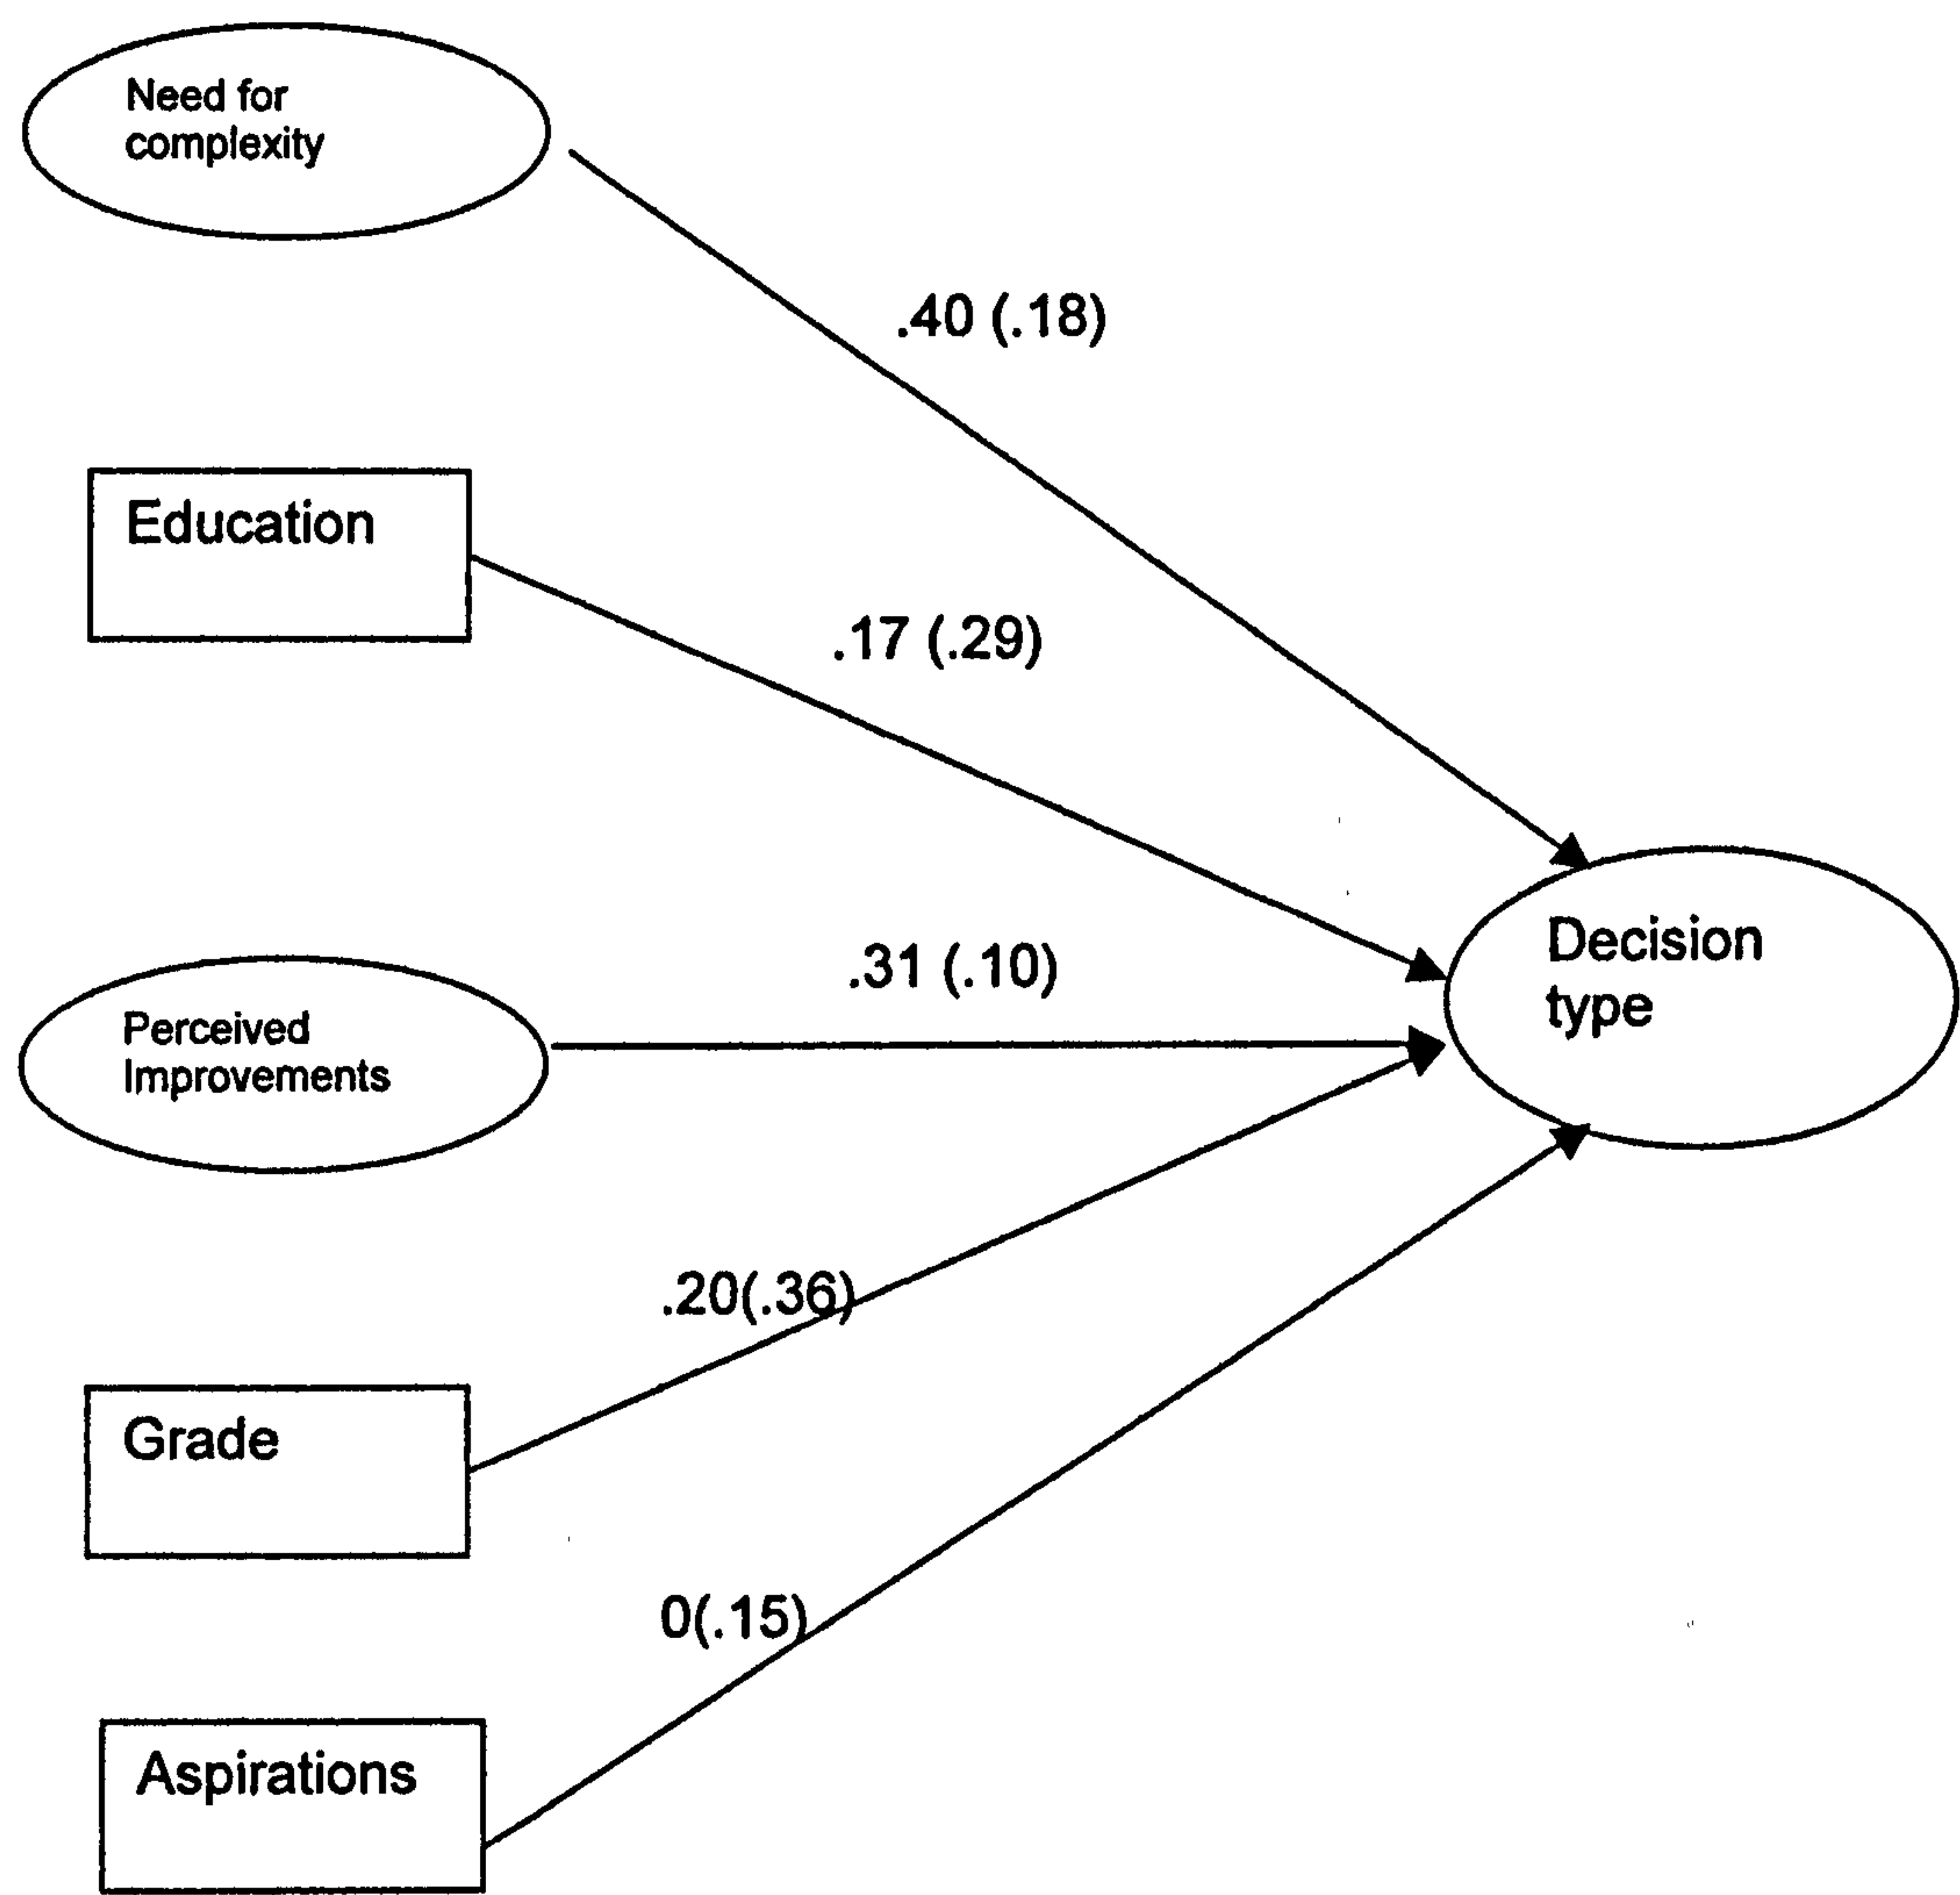 Need for
complexity
.40 (.18)
Education
.17 (.29)
Decision
type
.31 (.10)
Perceived
Improvements
.20(.36)
Grade
0(.15)
Aspirations